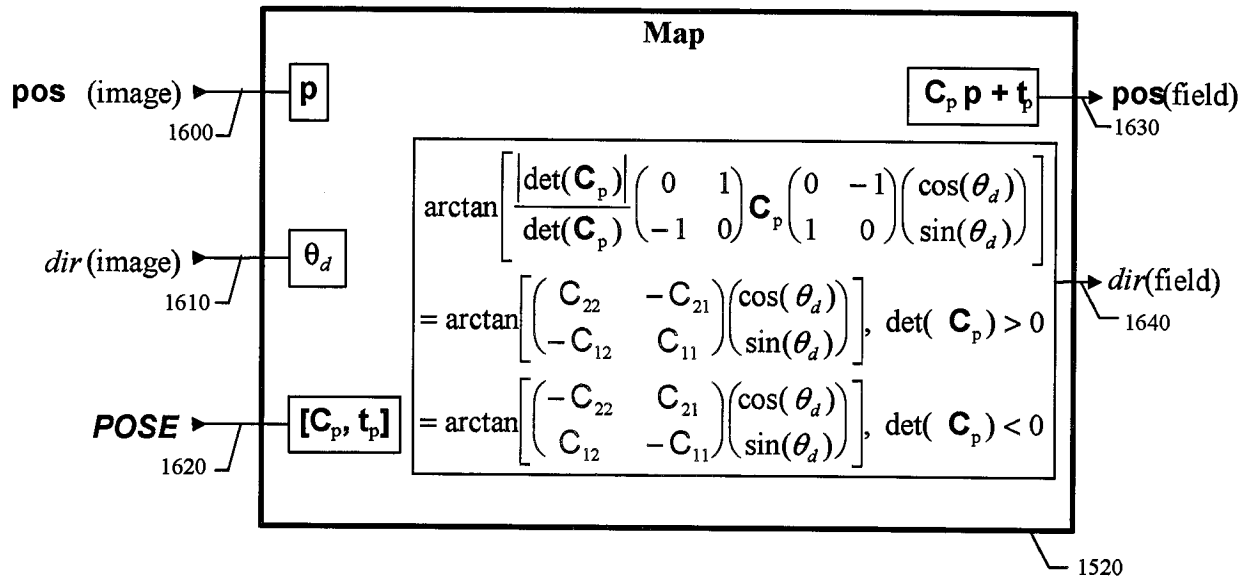 Map
pos (image)
1600
p
C_p p + t_p
pos(field)
1630
dir(image)
1610
θ_d
arctan[ |det(C_p)| / det(C_p) ( 0 1 ; -1 0 ) C_p ( 0 -1 ; 1 0 ) ( cos(θ_d) ; sin(θ_d) ) ]
= arctan[ ( C_22 -C_21 ; -C_12 C_11 ) ( cos(θ_d) ; sin(θ_d) ) ], det( C_p) > 0
= arctan[ ( -C_22 C_21 ; C_12 -C_11 ) ( cos(θ_d) ; sin(θ_d) ) ], det( C_p) < 0
dir(field)
1640
POSE
1620
[C_p, t_p]
1520